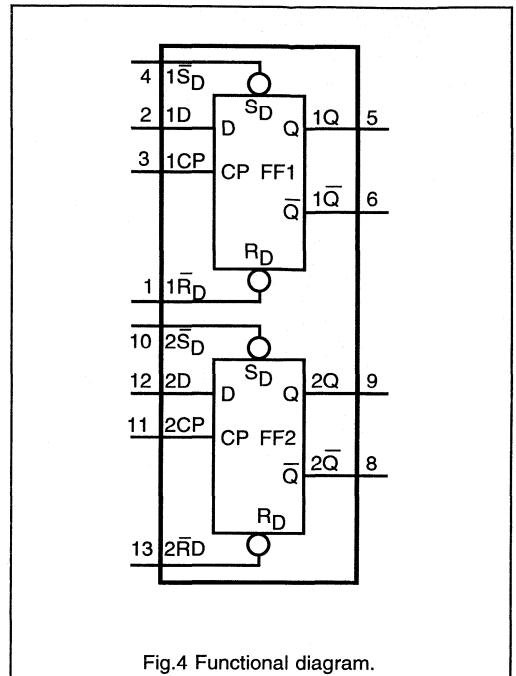 4 1S̅D
SD
2 1D D Q 1Q 5
3 1CP CP FF1
Q̅ 1Q̅ 6
RD
1 1R̅D
10 2S̅D
SD
12 2D D Q 2Q 9
11 2CP CP FF2
Q̅ 2Q̅ 8
RD
13 2R̅D
Fig.4 Functional diagram.